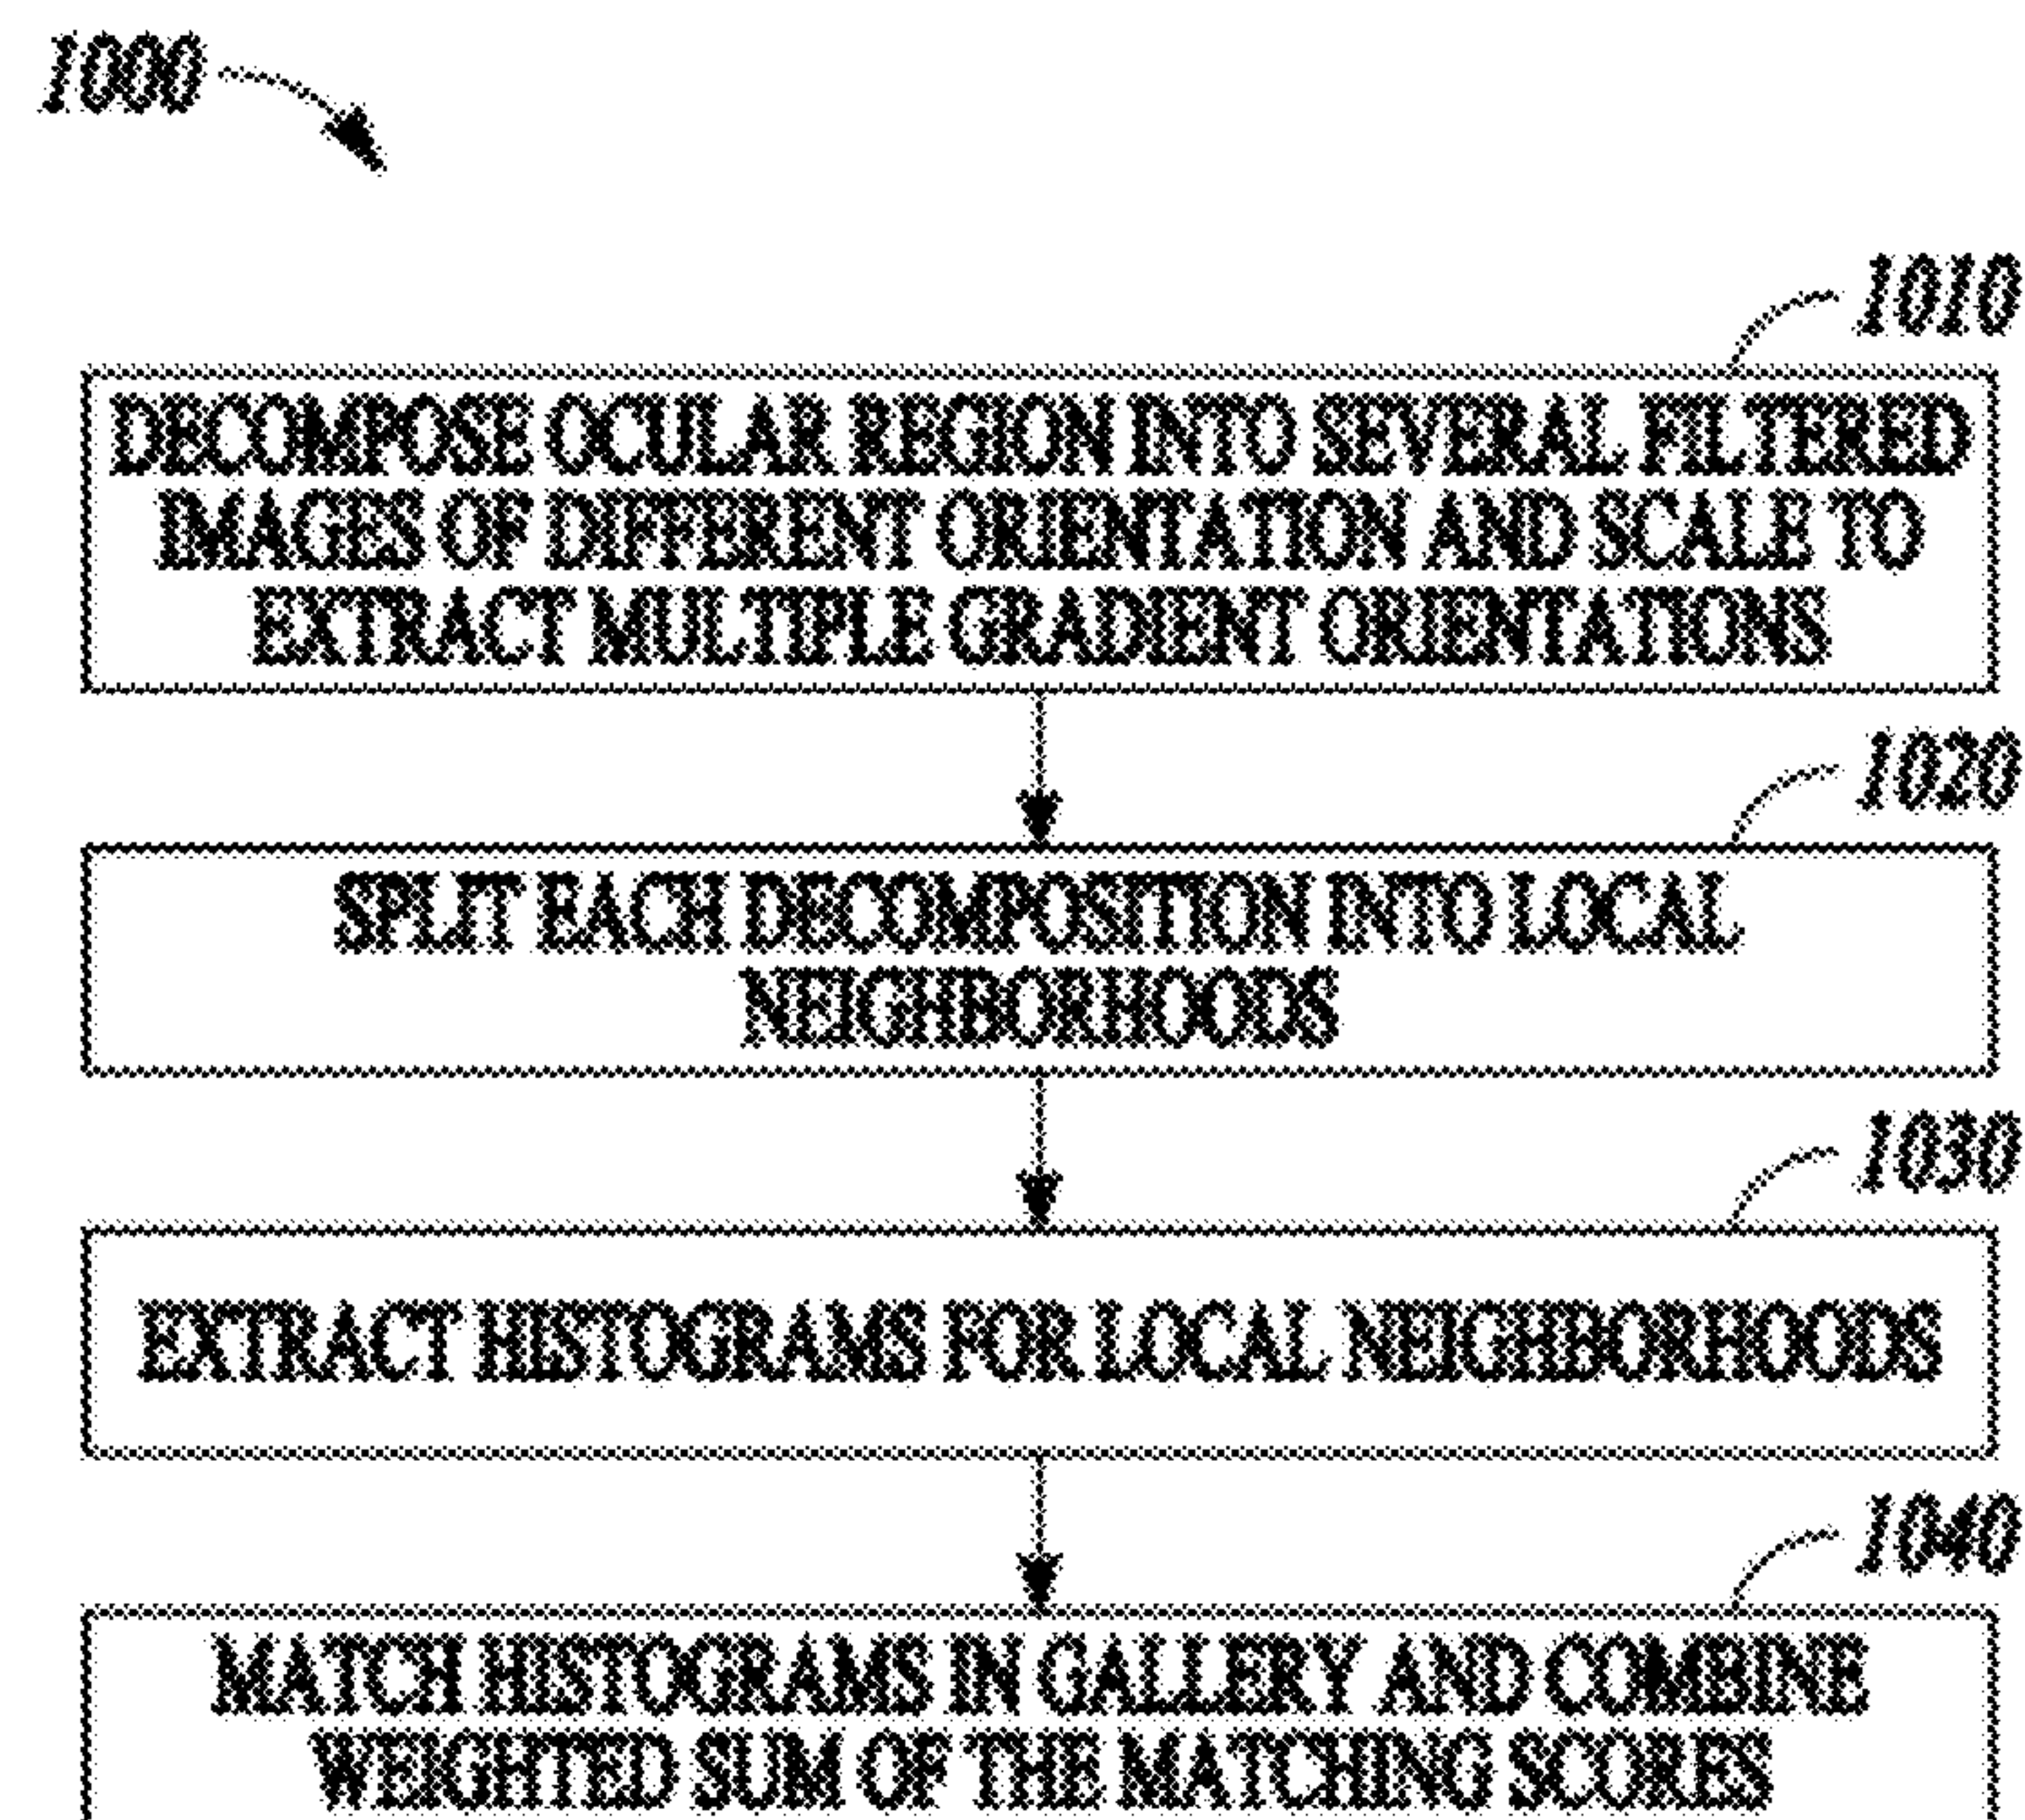 1000
1010
DECOMPOSE OCULAR REGION INTO SEVERAL FILTERED
IMAGES OF DIFFERENT ORIENTATION AND SCALE TO
EXTRACT MULTIPLE GRADIENT ORIENTATIONS
1020
SPLIT EACH DECOMPOSITION INTO LOCAL
NEIGHBORHOODS
1030
EXTRACT HISTOGRAMS FOR LOCAL NEIGHBORHOODS
1040
MATCH HISTOGRAMS IN GALLERY AND COMBINE
WEIGHTED SUM OF THE MATCHING SCORES